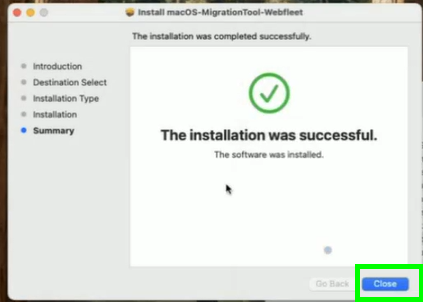 Install macOS-MigrationTool-Webfleet
The installation was completed successfully.
Introduction
Destination Select
Installation Type
Installation
Summary
The installation was successful.
The software was installed.
Go Back
Close